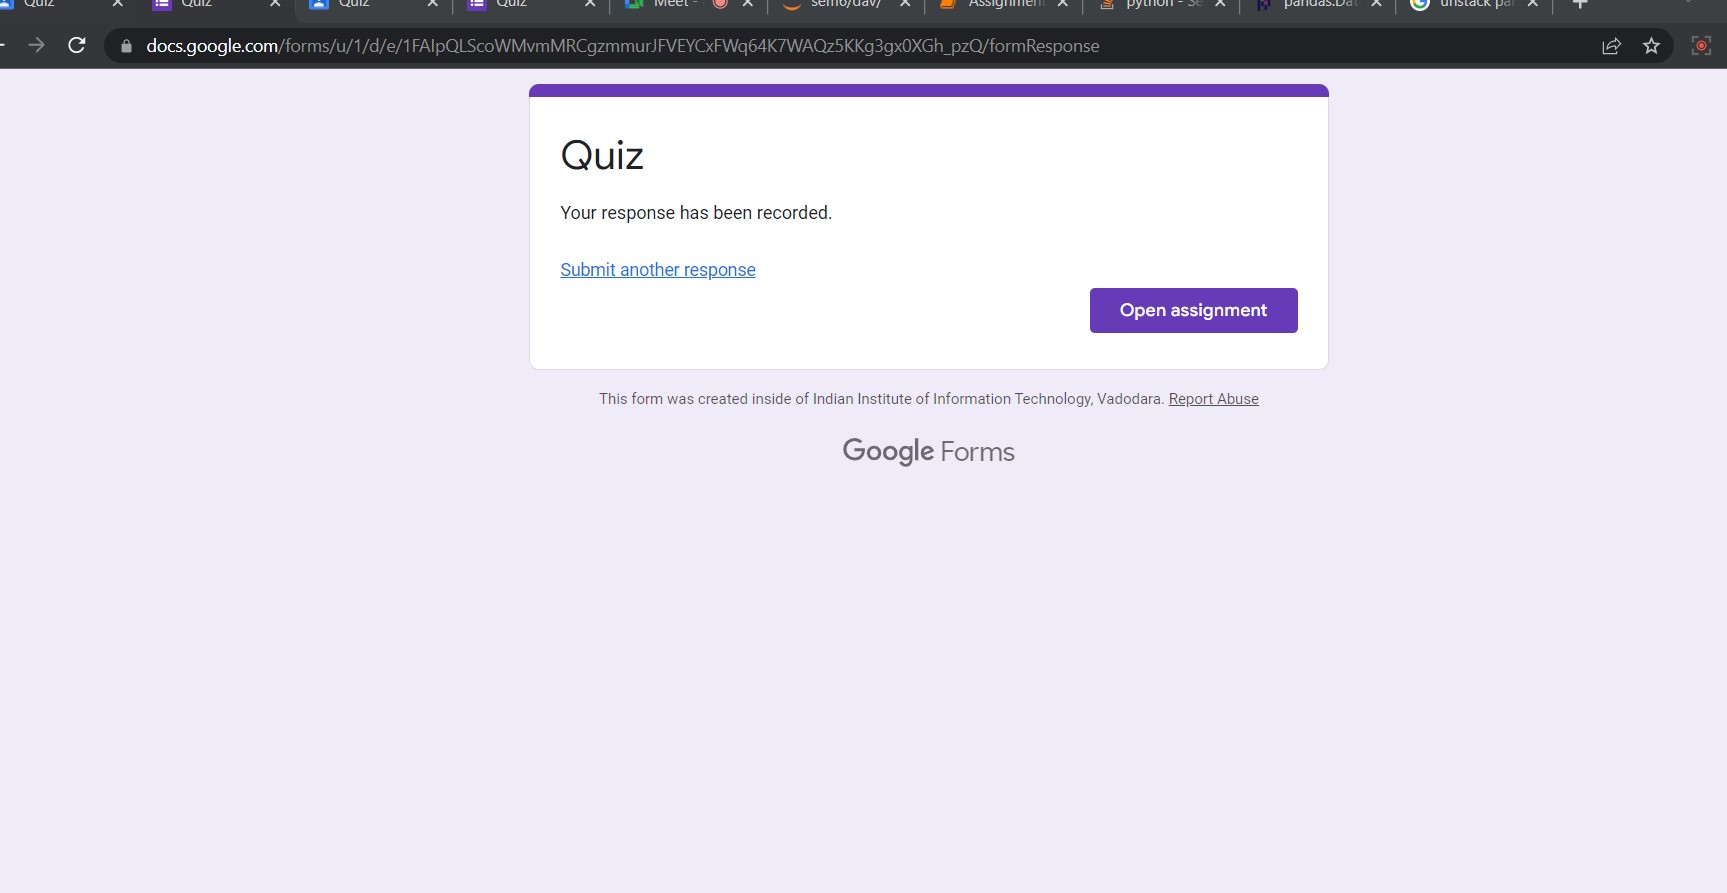 Quiz Quiz Quiz Quiz Meet - sem6/dav/ Assignment python - Se pandas.Dat unstack pa
docs.google.com/forms/u/1/d/e/1FAIpQLScoWMvmMRCgzmmurJFVEYCxFWq64K7WAQz5KKg3gx0XGh_pzQ/formResponse
Quiz
Your response has been recorded.
Submit another response
Open assignment
This form was created inside of Indian Institute of Information Technology, Vadodara. Report Abuse
Google Forms